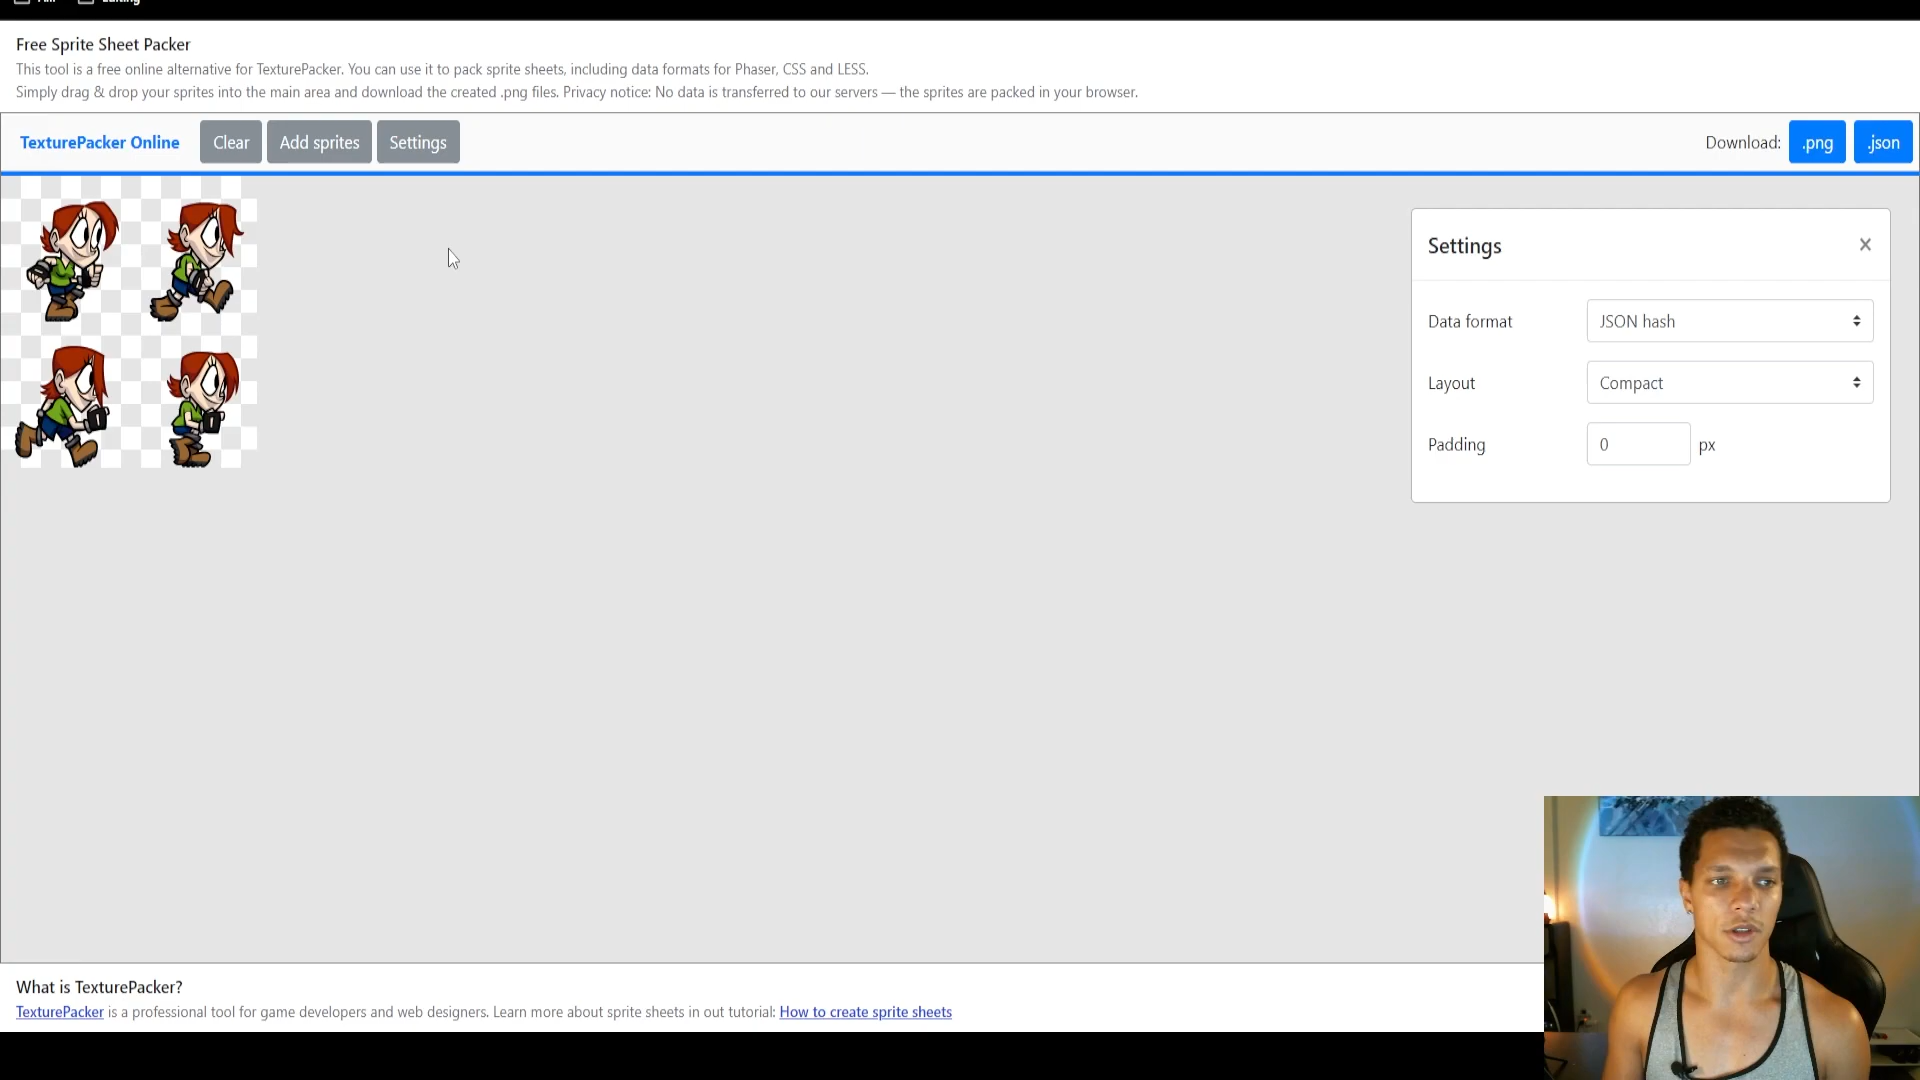 Free Sprite Sheet Packer
This tool is a free online alternative for TexturePacker. You can use it to pack sprite sheets, including data formats for Phaser, CSS and LESS.
Simply drag & drop your sprites into the main area and download the created .png files. Privacy notice: No data is transferred to our servers — the sprites are packed in your browser.
TexturePacker Online Clear Add sprites Settings Download: .png .json
Settings ×
Data format JSON hash
Layout Compact
Padding 0 px
What is TexturePacker?
TexturePacker is a professional tool for game developers and web designers. Learn more about sprite sheets in out tutorial: How to create sprite sheets